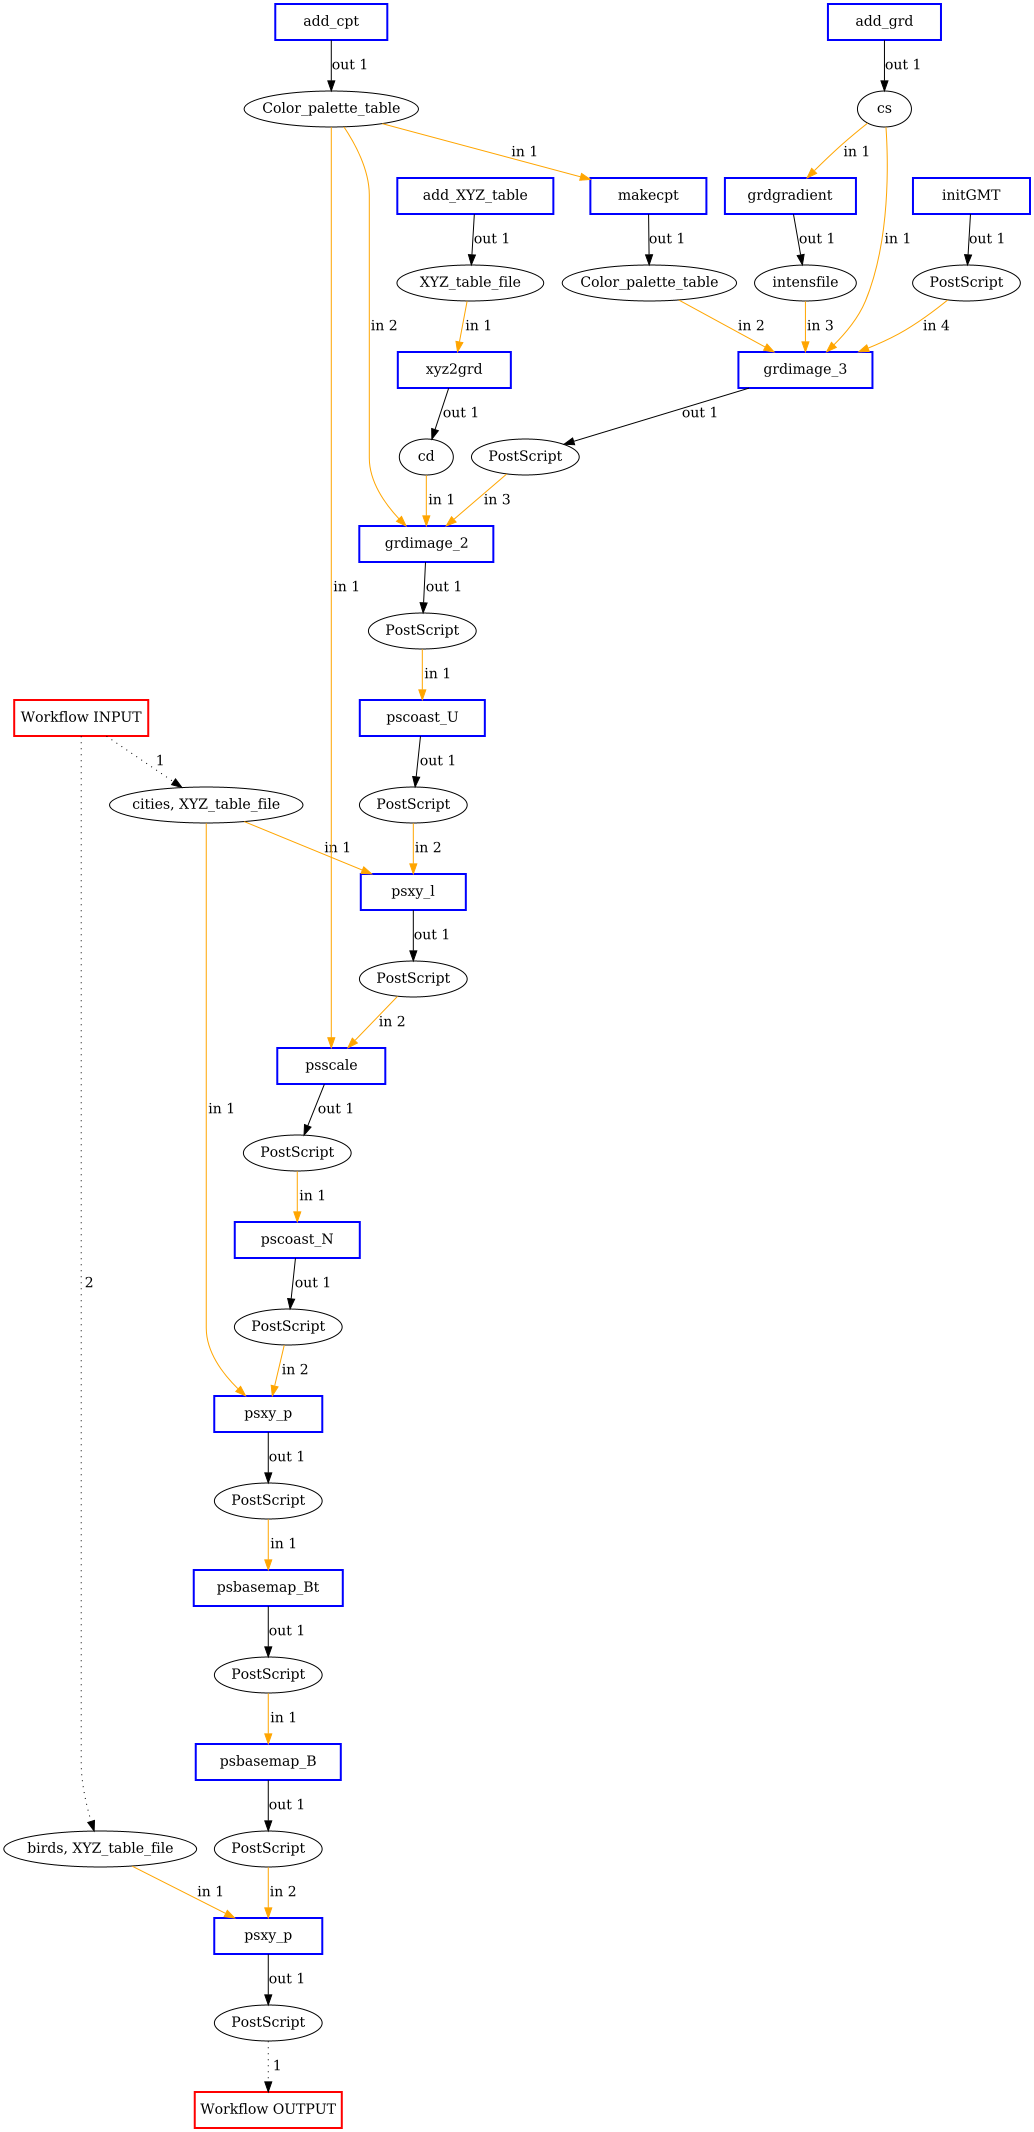 add_cpt
add_grd
out 1
out 1
Color_palette_table
cs
in 1
in 1
add_XYZ_table
makecpt
grdgradient
initGMT
out 1
out 1
out 1
in 1
out 1
XYZ_table_file
Color_palette_table
intensfile
PostScript
in 2
in 1
in 2
in 3
in 4
xyz2grd
grdimage_3
out 1
out 1
cd
PostScript
in 1
in 3
grdimage_2
in 1
out 1
PostScript
in 1
Workflow INPUT
pscoast_U
1
out 1
cities, XYZ_table_file
PostScript
in 1
in 2
psxy_l
out 1
PostScript
in 2
psscale
in 1
out 1
PostScript
in 1
pscoast_N
2
out 1
PostScript
in 2
psxy_p
out 1
PostScript
in 1
psbasemap_Bt
out 1
PostScript
in 1
psbasemap_B
out 1
birds, XYZ_table_file
PostScript
in 1
in 2
psxy_p
out 1
PostScript
1
Workflow OUTPUT